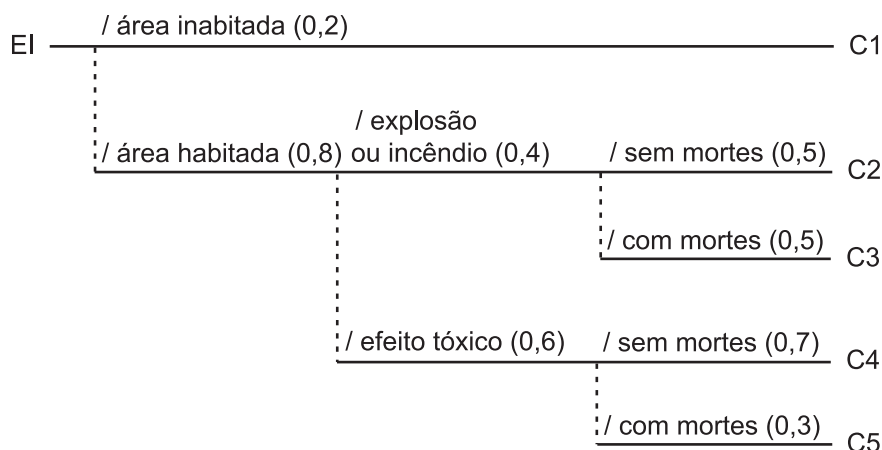 / área inabitada (0,2)
EI
C1
/ explosão
/ área habitada (0,8) ou incêndio (0,4)
/ sem mortes (0,5)
C2
/ com mortes (0,5)
C3
/ efeito tóxico (0,6)
/ sem mortes (0,7)
C4
/ com mortes (0,3)
C5